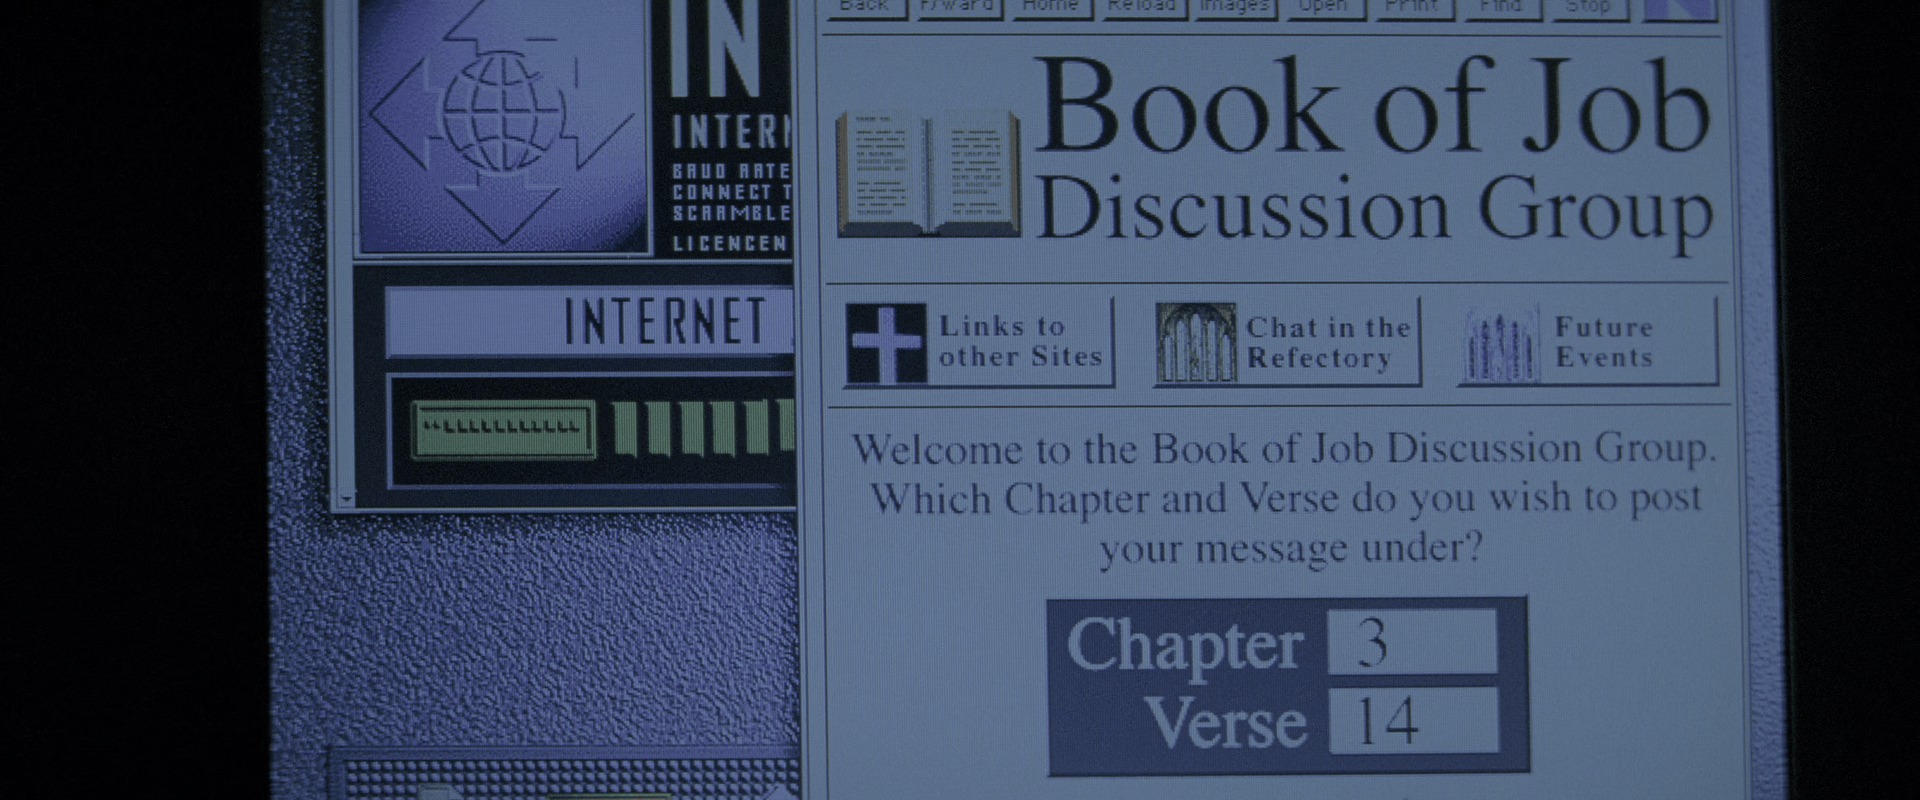 Back F/ward Home Reload Images Open Print Find Stop
IN
INTERN
BAUD RATE
CONNECT T
SCRAMBLE
LICENCEN
INTERNET
Book of Job
Discussion Group
Links to
other Sites
Chat in the
Refectory
Future
Events
Welcome to the Book of Job Discussion Group.
Which Chapter and Verse do you wish to post
your message under?
Chapter 3
Verse 14